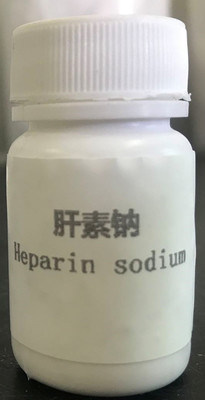 肝素钠
Heparin sodium